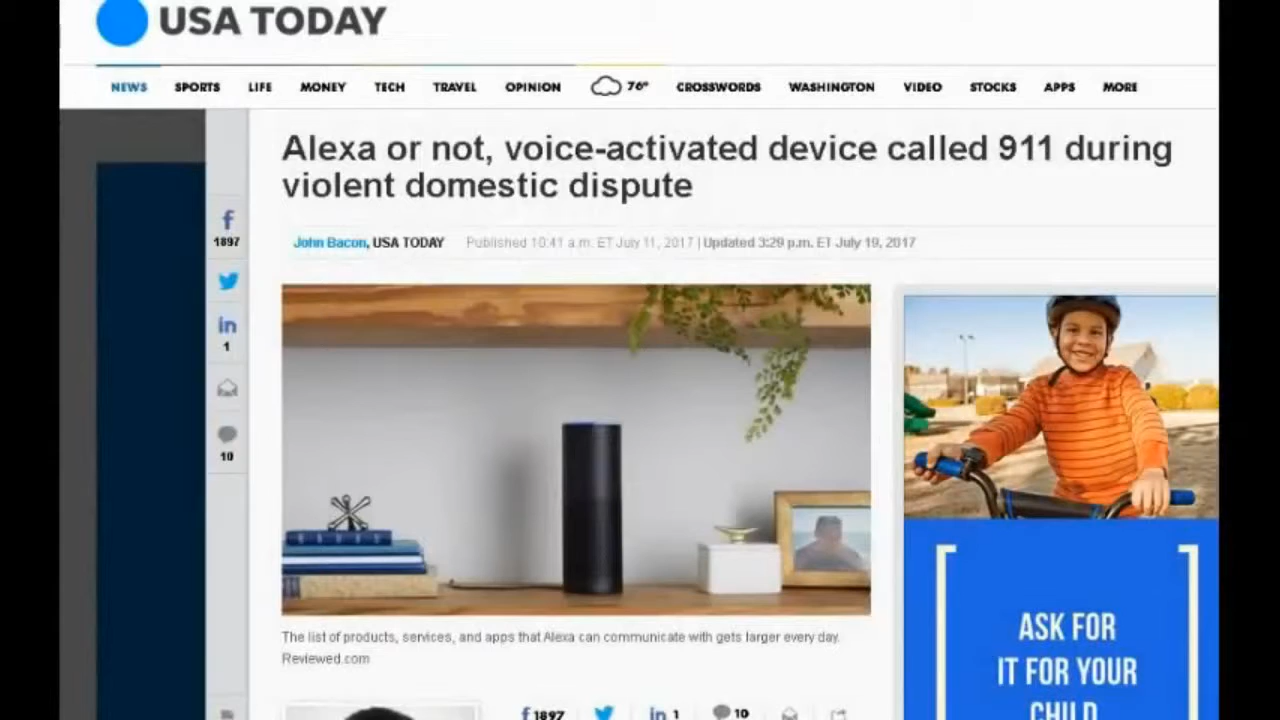 USA TODAY
NEWS SPORTS LIFE MONEY TECH TRAVEL OPINION 76° CROSSWORDS WASHINGTON VIDEO STOCKS APPS MORE
Alexa or not, voice-activated device called 911 during
violent domestic dispute
f
1897
John Bacon, USA TODAY Published 10:41 a.m. ET July 11, 2017 | Updated 3:29 p.m. ET July 19, 2017
in
1
10
The list of products, services, and apps that Alexa can communicate with gets larger every day.
Reviewed.com
ASK FOR
IT FOR YOUR
CHILD
f 1897 in 1 10